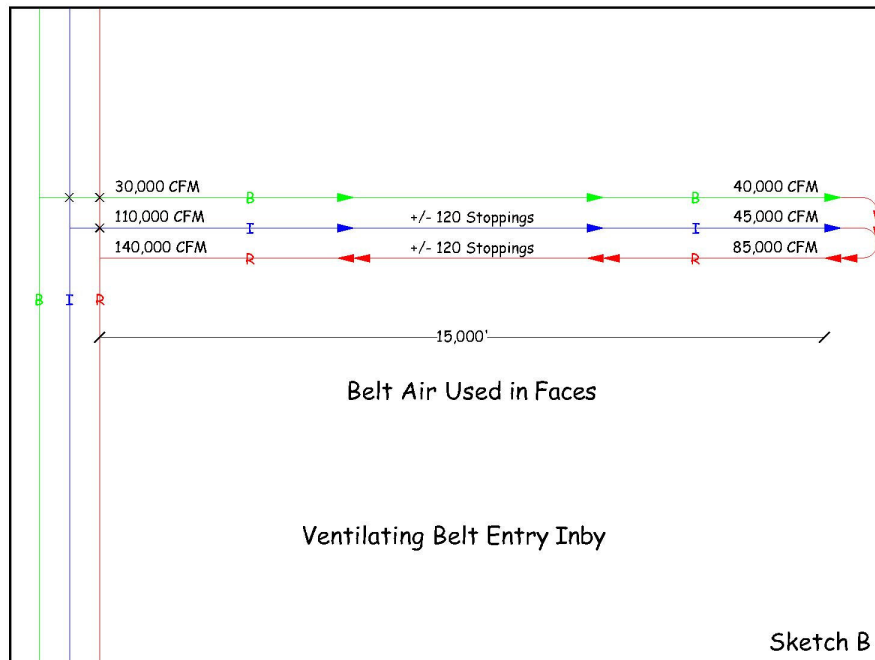 30,000 CFM
B
B
40,000 CFM
110,000 CFM
I
+/- 120 Stoppings
I
45,000 CFM
140,000 CFM
R
+/- 120 Stoppings
R
85,000 CFM
B I R
15,000'
Belt Air Used in Faces
Ventilating Belt Entry Inby
Sketch B